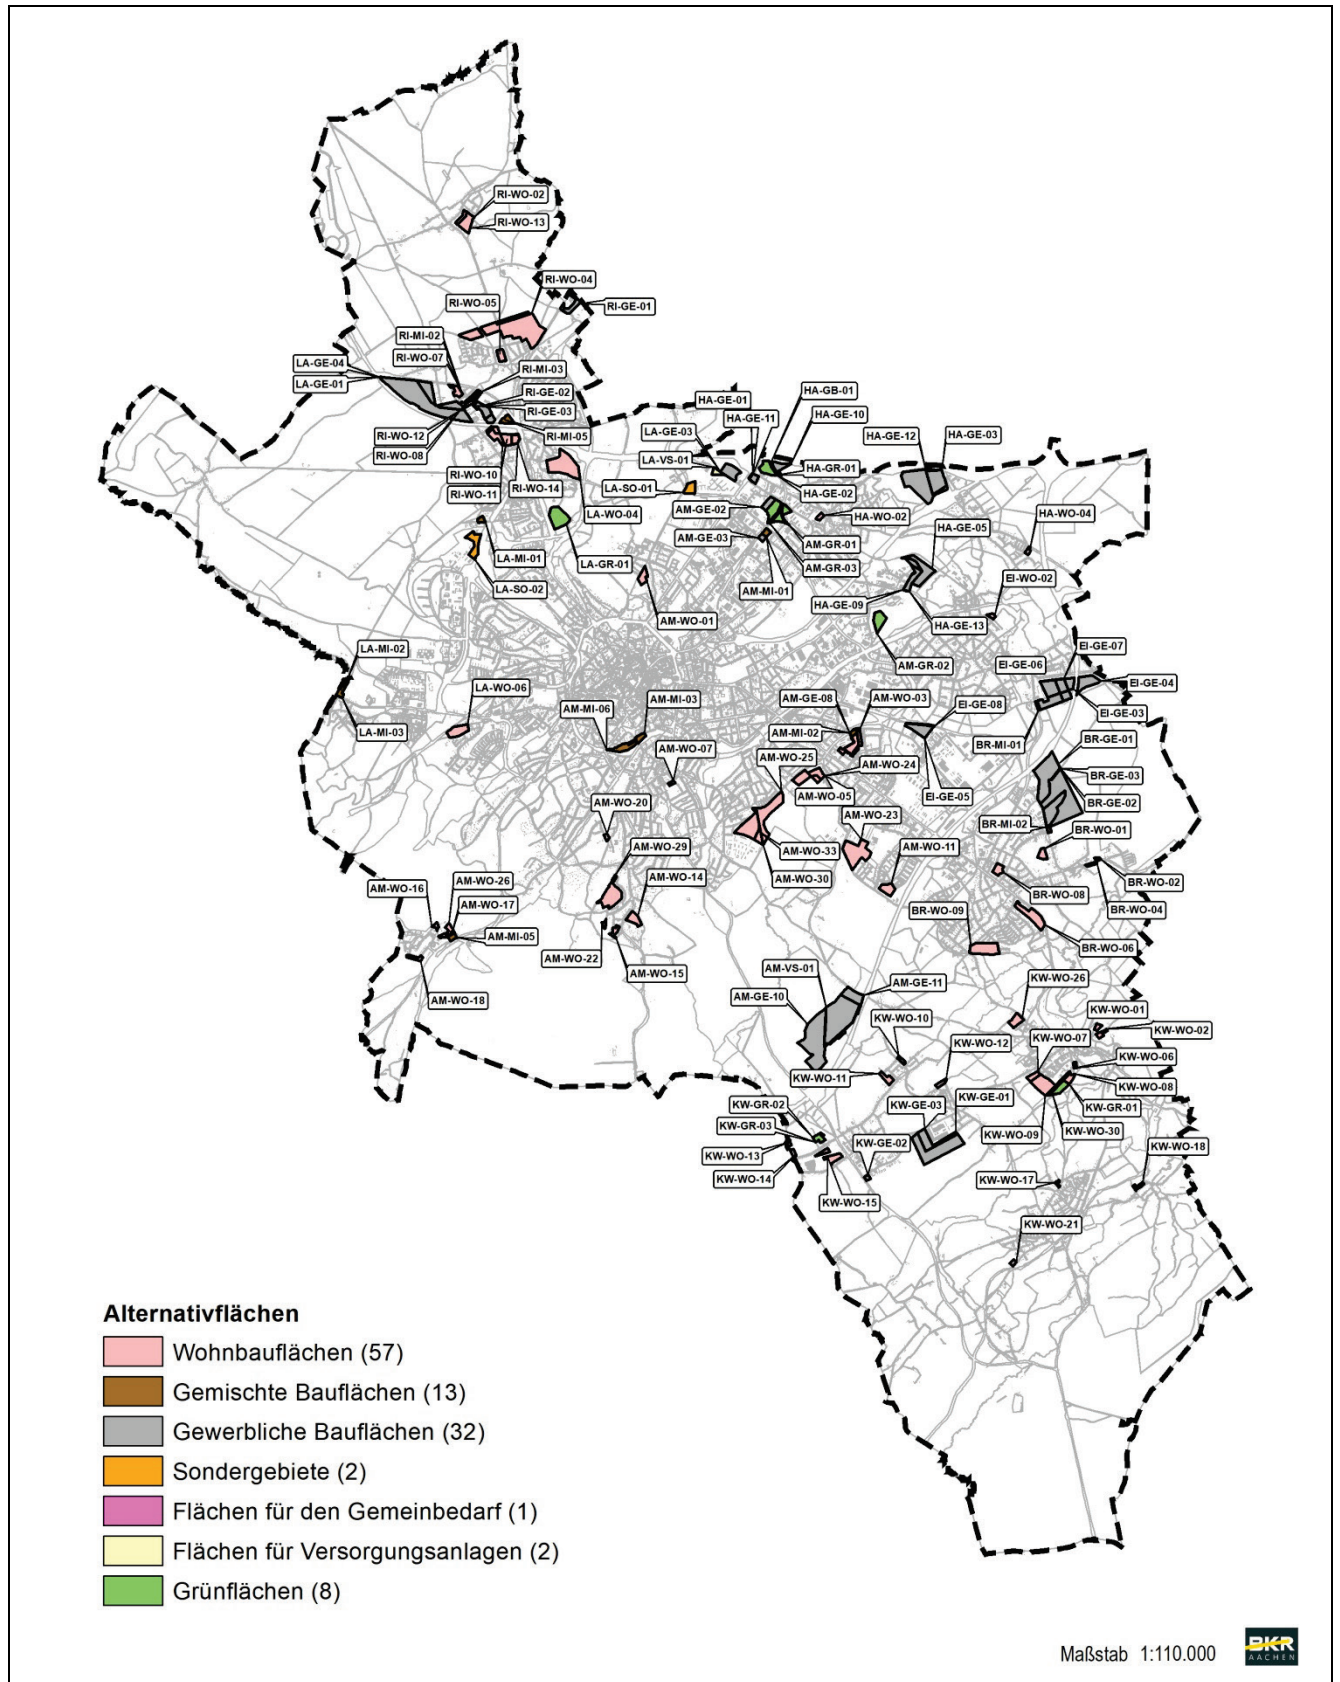 RI-WO-02
RI-WO-13
RI-WO-04
RI-WO-05
RI-GE-01
RI-MI-02
RI-WO-07
LA-GE-04
LA-GE-01
RI-MI-03
RI-GE-02
RI-GE-03
RI-WO-12
RI-MI-05
RI-WO-08
RI-WO-10
RI-WO-11
RI-WO-14
LA-WO-04
LA-GE-03
LA-VS-01
LA-SO-01
HA-GE-01
HA-GE-11
HA-GB-01
HA-GE-10
HA-GR-01
HA-GE-02
HA-GE-12
HA-GE-03
AM-GE-02
AM-GE-03
HA-WO-02
AM-GR-01
AM-GR-03
AM-MI-01
HA-GE-05
HA-WO-04
LA-MI-01
LA-SO-02
LA-GR-01
AM-WO-01
HA-GE-09
HA-GE-13
EI-WO-02
AM-GR-02
LA-MI-02
LA-MI-03
LA-WO-06
AM-MI-06
AM-MI-03
AM-WO-07
AM-GE-08
AM-WO-03
AM-MI-02
EI-GE-08
EI-GE-05
EI-GE-07
EI-GE-06
EI-GE-04
EI-GE-03
BR-MI-01
BR-GE-01
BR-GE-03
BR-GE-02
BR-MI-02
BR-WO-01
AM-WO-25
AM-WO-24
AM-WO-05
AM-WO-23
AM-WO-20
AM-WO-33
AM-WO-30
AM-WO-11
AM-WO-29
AM-WO-14
BR-WO-08
BR-WO-02
BR-WO-04
AM-WO-16
AM-WO-26
AM-WO-17
AM-MI-05
AM-WO-18
AM-WO-22
AM-WO-15
BR-WO-09
BR-WO-06
AM-VS-01
AM-GE-10
AM-GE-11
KW-WO-26
KW-WO-10
KW-WO-01
KW-WO-02
KW-WO-07
KW-WO-12
KW-WO-06
KW-WO-11
KW-WO-08
KW-GE-01
KW-GE-03
KW-GR-01
KW-GR-02
KW-GR-03
KW-WO-09
KW-WO-30
KW-WO-13
KW-WO-14
KW-GE-02
KW-WO-18
KW-WO-17
KW-WO-15
KW-WO-21
Alternativflächen
Wohnbauflächen (57)
Gemischte Bauflächen (13)
Gewerbliche Bauflächen (32)
Sondergebiete (2)
Flächen für den Gemeinbedarf (1)
Flächen für Versorgungsanlagen (2)
Grünflächen (8)
Maßstab 1:110.000
BKR
AACHEN